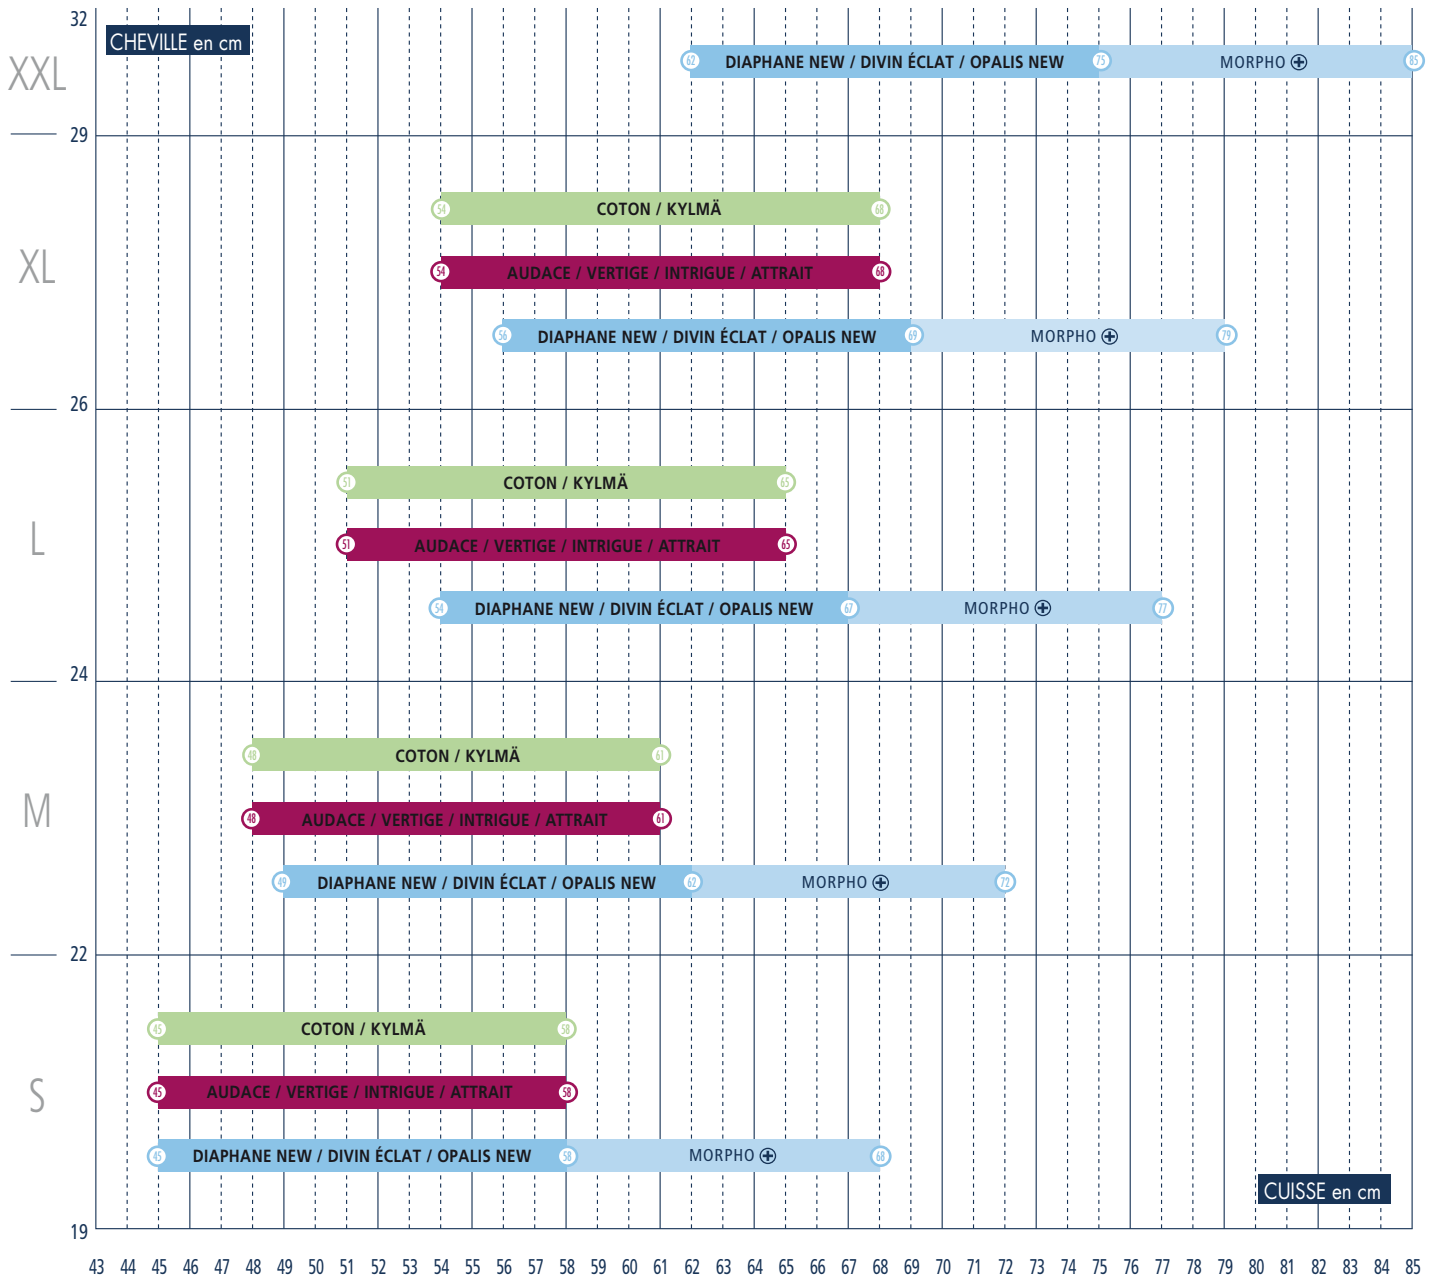 32
CHEVILLE en cm
XXL
62 DIAPHANE NEW / DIVIN ÉCLAT / OPALIS NEW 75 MORPHO 85
29
54 COTON / KYLMÄ 68
XL
54 AUDACE / VERTIGE / INTRIGUE / ATTRAIT 68
56 DIAPHANE NEW / DIVIN ÉCLAT / OPALIS NEW 69 MORPHO 79
26
51 COTON / KYLMÄ 65
L
51 AUDACE / VERTIGE / INTRIGUE / ATTRAIT 65
54 DIAPHANE NEW / DIVIN ÉCLAT / OPALIS NEW 67 MORPHO 77
24
48 COTON / KYLMÄ 61
M
48 AUDACE / VERTIGE / INTRIGUE / ATTRAIT 61
49 DIAPHANE NEW / DIVIN ÉCLAT / OPALIS NEW 62 MORPHO 72
22
45 COTON / KYLMÄ 58
S
45 AUDACE / VERTIGE / INTRIGUE / ATTRAIT 58
45 DIAPHANE NEW / DIVIN ÉCLAT / OPALIS NEW 58 MORPHO 68
CUISSE en cm
19
43 44 45 46 47 48 49 50 51 52 53 54 55 56 57 58 59 60 61 62 63 64 65 66 67 68 69 70 71 72 73 74 75 76 77 78 79 80 81 82 83 84 85